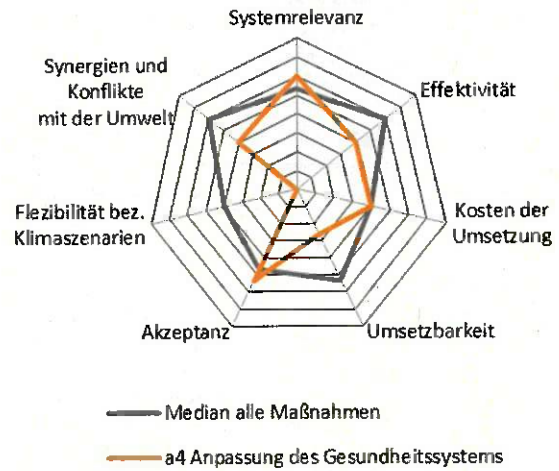 Systemrelevanz
Synergien und
Konflikte
mit der Umwelt
Effektivität
Flezibilität bez.
Klimaszenarien
Kosten der
Umsetzung
Akzeptanz
Umsetzbarkeit
Median alle Maßnahmen
a4 Anpassung des Gesundheitssystems